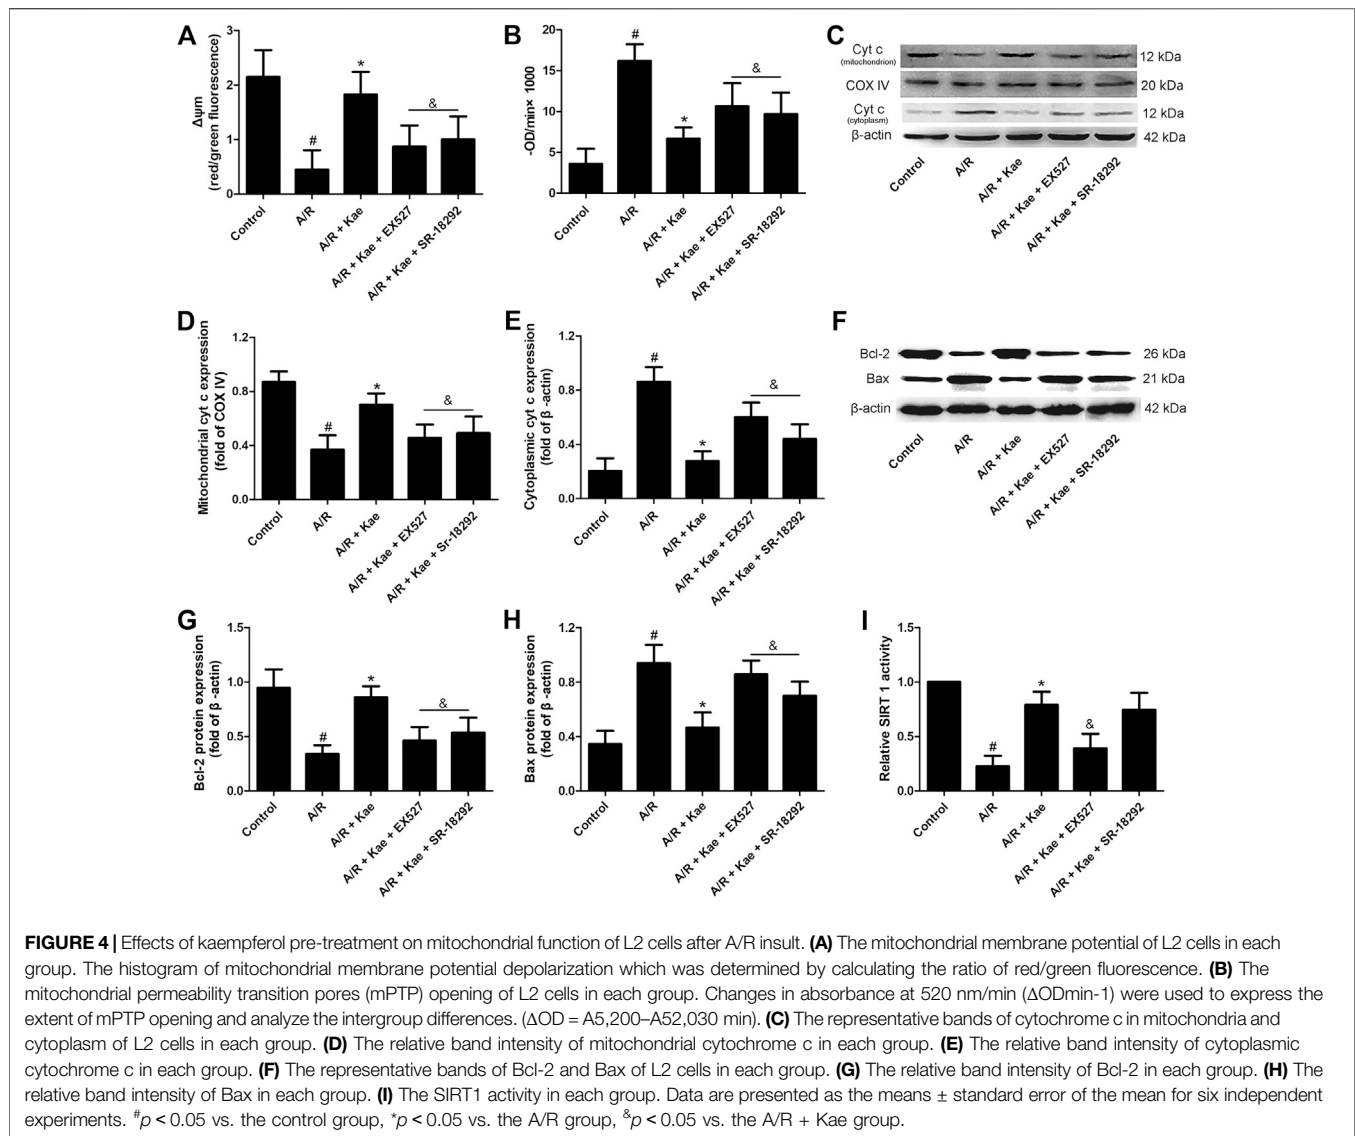 A
Δψm
(red/green fluorescence)
3
2
1
0
#
*
&
Control
A/R
A/R + Kae
A/R + Kae + EX527
A/R + Kae + SR-18292
B
-OD/min× 1000
20
15
10
5
0
#
*
&
Control
A/R
A/R + Kae
A/R + Kae + EX527
A/R + Kae + SR-18292
C
Cyt c
(mitochondrion)
12 kDa
COX IV
20 kDa
Cyt c
(cytoplasm)
12 kDa
β-actin
42 kDa
Control
A/R
A/R + Kae
A/R + Kae + EX527
A/R + Kae + SR-18292
D
Mitochondrial cyt c expression
(fold of COX IV)
1.2
0.8
0.4
0.0
#
*
&
Control
A/R
A/R + Kae
A/R + Kae + EX527
A/R + Kae + Sr-18292
E
Cytoplasmic cyt c expression
(fold of β -actin)
1.2
0.8
0.4
0.0
#
*
&
Control
A/R
A/R + Kae
A/R + Kae + EX527
A/R + Kae + SR-18292
F
Bcl-2
26 kDa
Bax
21 kDa
β-actin
42 kDa
Control
A/R
A/R + Kae
A/R + Kae + EX527
A/R + Kae + SR-18292
G
Bcl-2 protein expression
(fold of β -actin)
1.5
1.0
0.5
0.0
#
*
&
Control
A/R
A/R + Kae
A/R + Kae + EX527
A/R + Kae + SR-18292
H
Bax protein expression
(fold of β -actin)
1.2
0.8
0.4
0.0
#
*
&
Control
A/R
A/R + Kae
A/R + Kae + EX527
A/R + Kae + SR-18292
I
Relative SIRT 1 activity
1.5
1.0
0.5
0.0
#
*
&
Control
A/R
A/R + Kae
A/R + Kae + EX527
A/R + Kae + SR-18292
FIGURE 4 | Effects of kaempferol pre-treatment on mitochondrial function of L2 cells after A/R insult. (A) The mitochondrial membrane potential of L2 cells in each
group. The histogram of mitochondrial membrane potential depolarization which was determined by calculating the ratio of red/green fluorescence. (B) The
mitochondrial permeability transition pores (mPTP) opening of L2 cells in each group. Changes in absorbance at 520 nm/min (ΔODmin-1) were used to express the
extent of mPTP opening and analyze the intergroup differences. (ΔOD = A5,200–A52,030 min). (C) The representative bands of cytochrome c in mitochondria and
cytoplasm of L2 cells in each group. (D) The relative band intensity of mitochondrial cytochrome c in each group. (E) The relative band intensity of cytoplasmic
cytochrome c in each group. (F) The representative bands of Bcl-2 and Bax of L2 cells in each group. (G) The relative band intensity of Bcl-2 in each group. (H) The
relative band intensity of Bax in each group. (I) The SIRT1 activity in each group. Data are presented as the means ± standard error of the mean for six independent
experiments. #p < 0.05 vs. the control group, *p < 0.05 vs. the A/R group, &p < 0.05 vs. the A/R + Kae group.